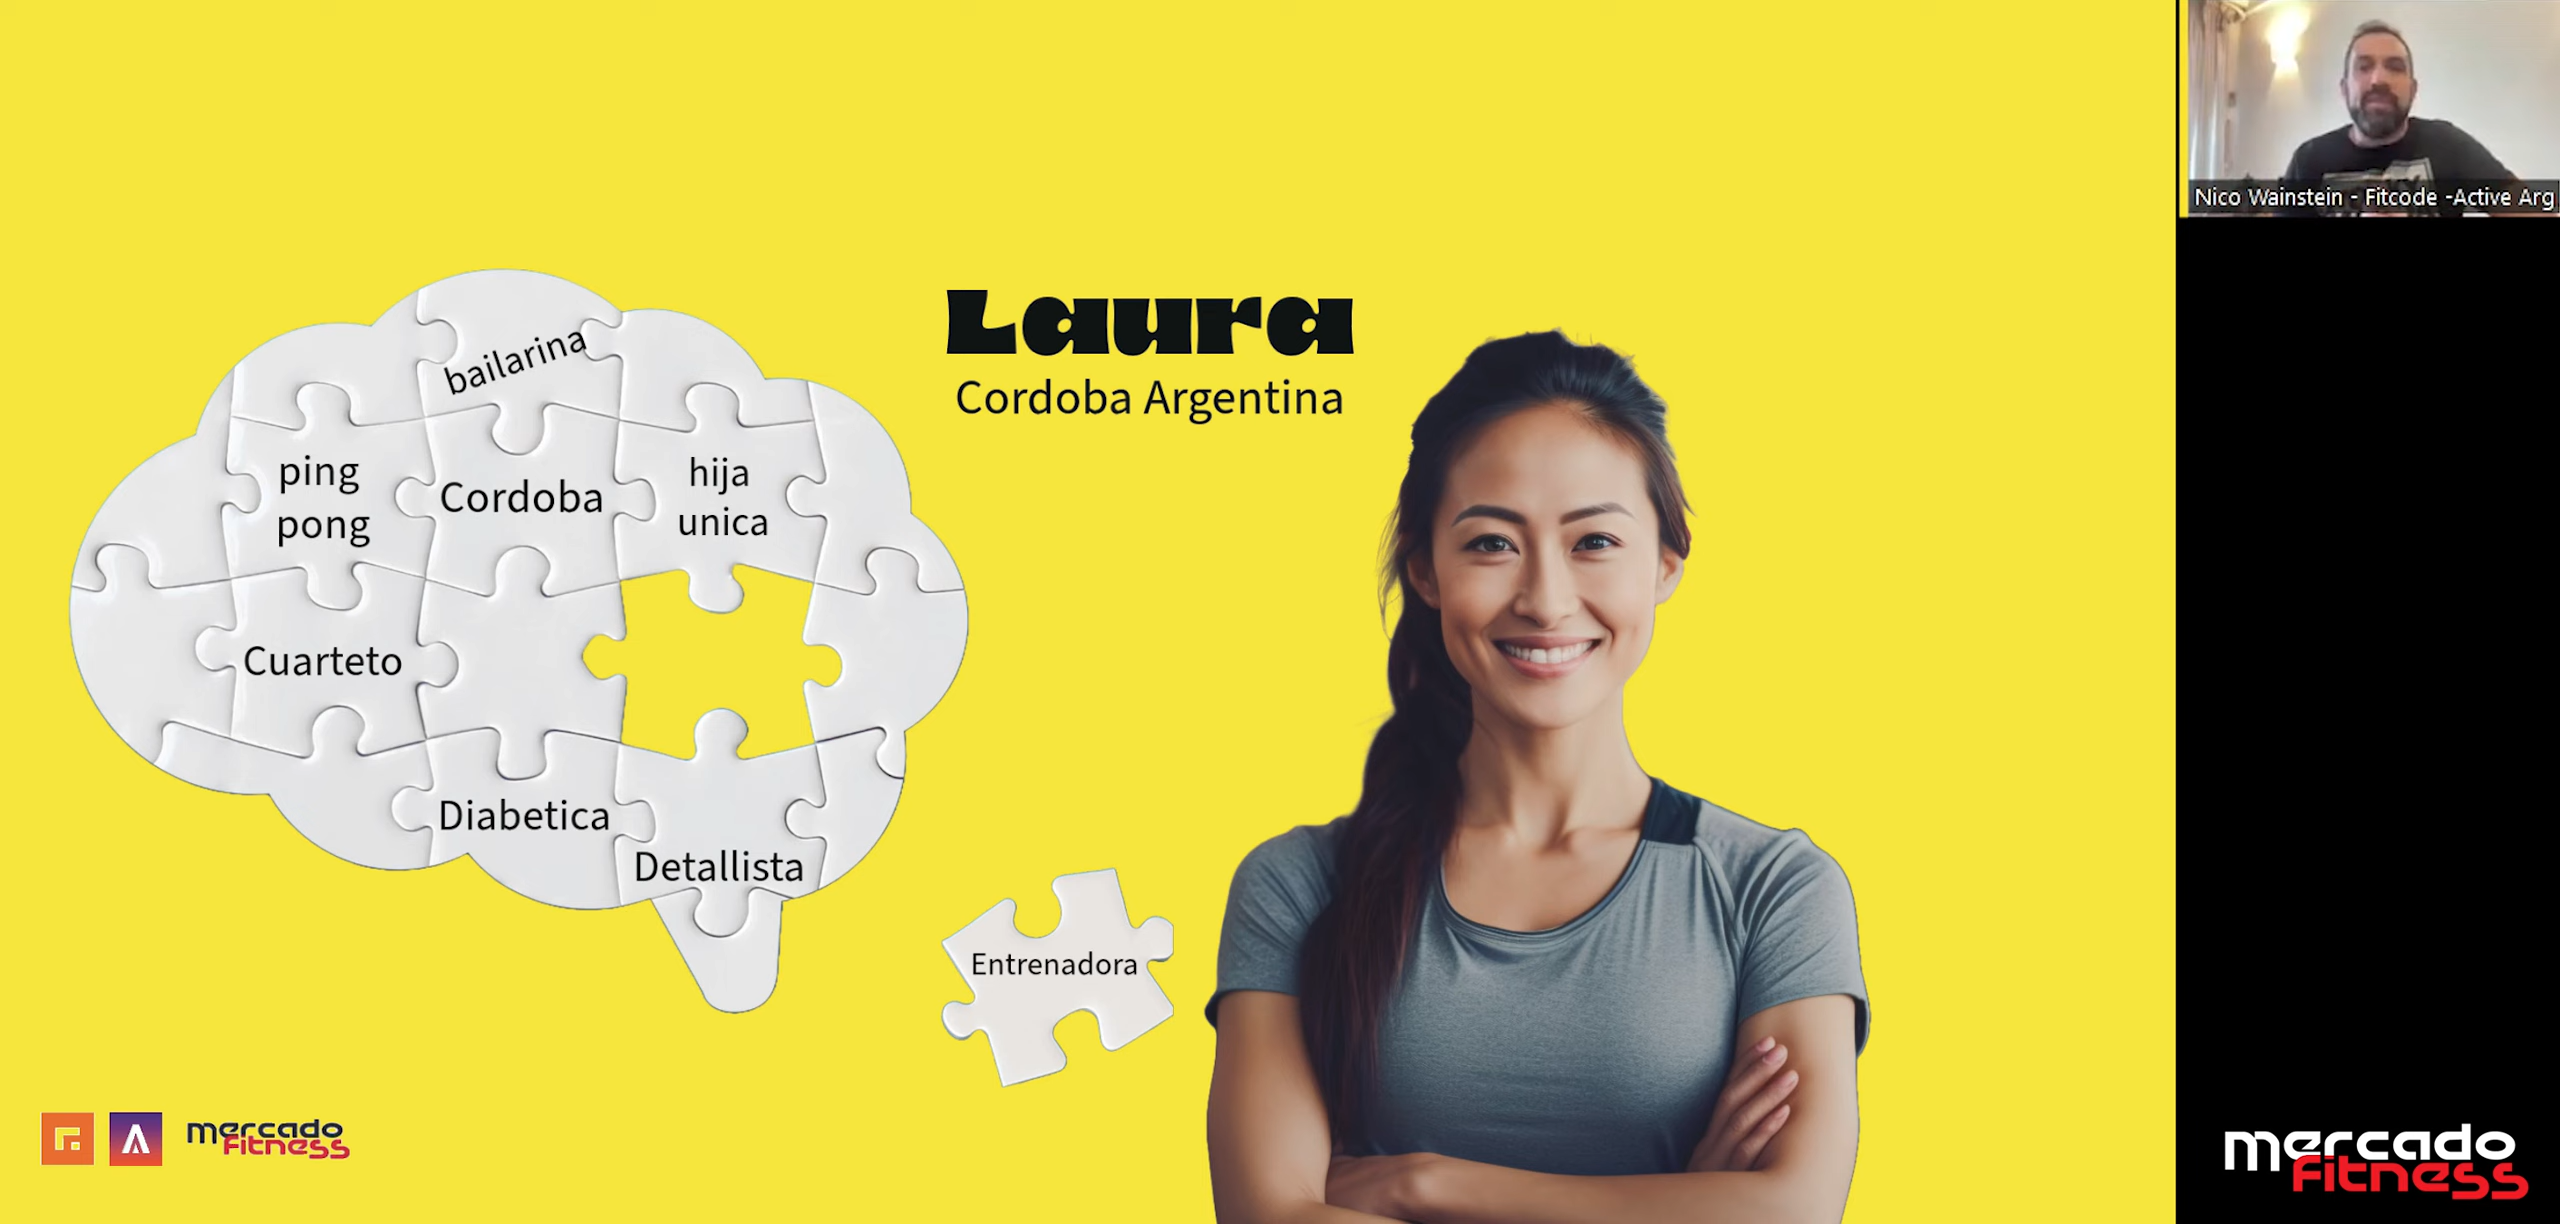 Laura
Cordoba Argentina
bailarina
ping
pong
Cordoba
hija
unica
Cuarteto
Diabetica
Detallista
Entrenadora
mercado
fitness
Nico Wainstein - Fitcode -Active Arg
mercado
fitness